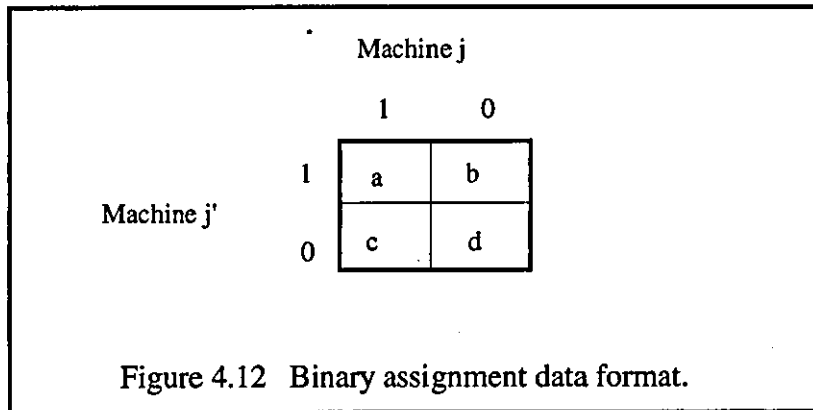 Machine j
1 0
1 a b
Machine j'
0 c d
Figure 4.12 Binary assignment data format.